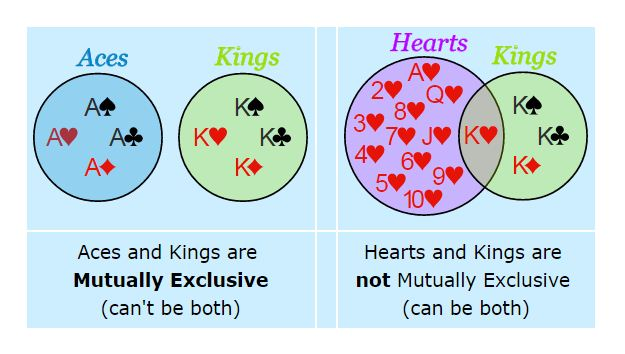 Aces
Kings
A♠
A♥ A♣
A♦
K♠
K♥ K♣
K♦
Hearts
Kings
A♥
2♥ Q♥
8♥
3♥ 7♥ J♥
4♥ 6♥
5♥ 9♥
10♥
K♥
K♠
K♣
K♦
Aces and Kings are
Mutually Exclusive
(can't be both)
Hearts and Kings are
not Mutually Exclusive
(can be both)